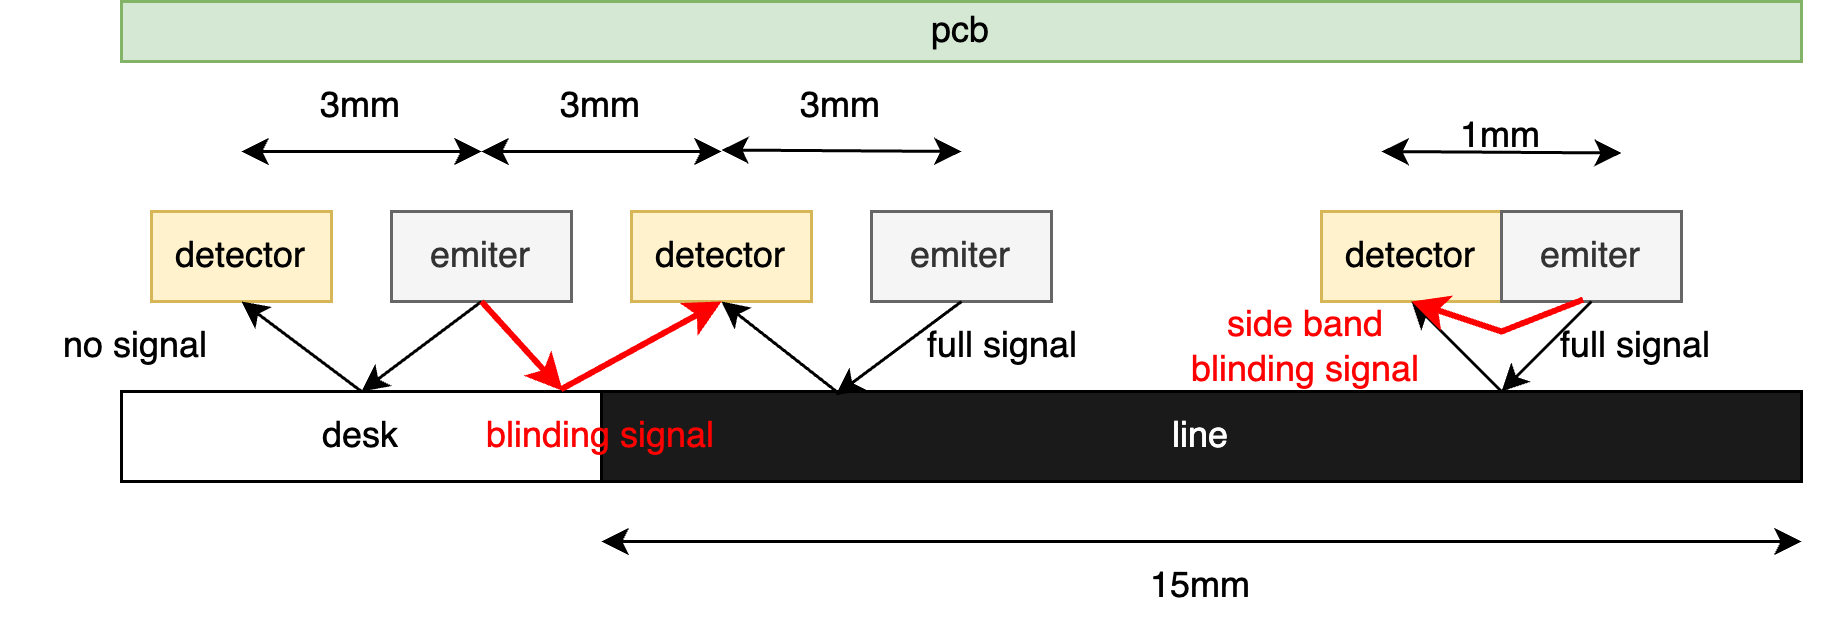 pcb
3mm
3mm
3mm
1mm
detector
emiter
detector
emiter
detector
emiter
no signal
full signal
side band
blinding signal
full signal
desk
blinding signal
line
15mm